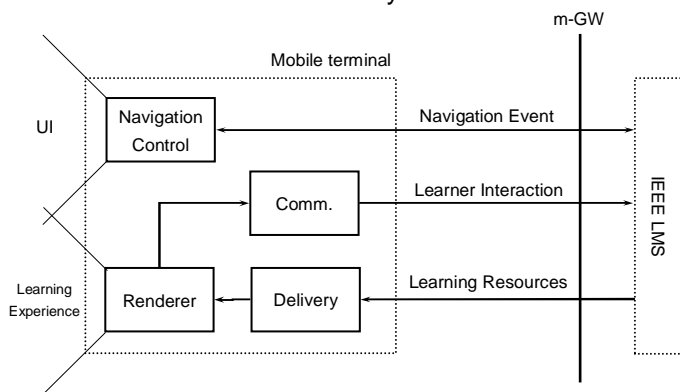 m-GW
Mobile terminal
UI
Navigation
Control
Navigation Event
Comm.
Learner Interaction
IEEE LMS
Learning
Experience
Renderer
Delivery
Learning Resources